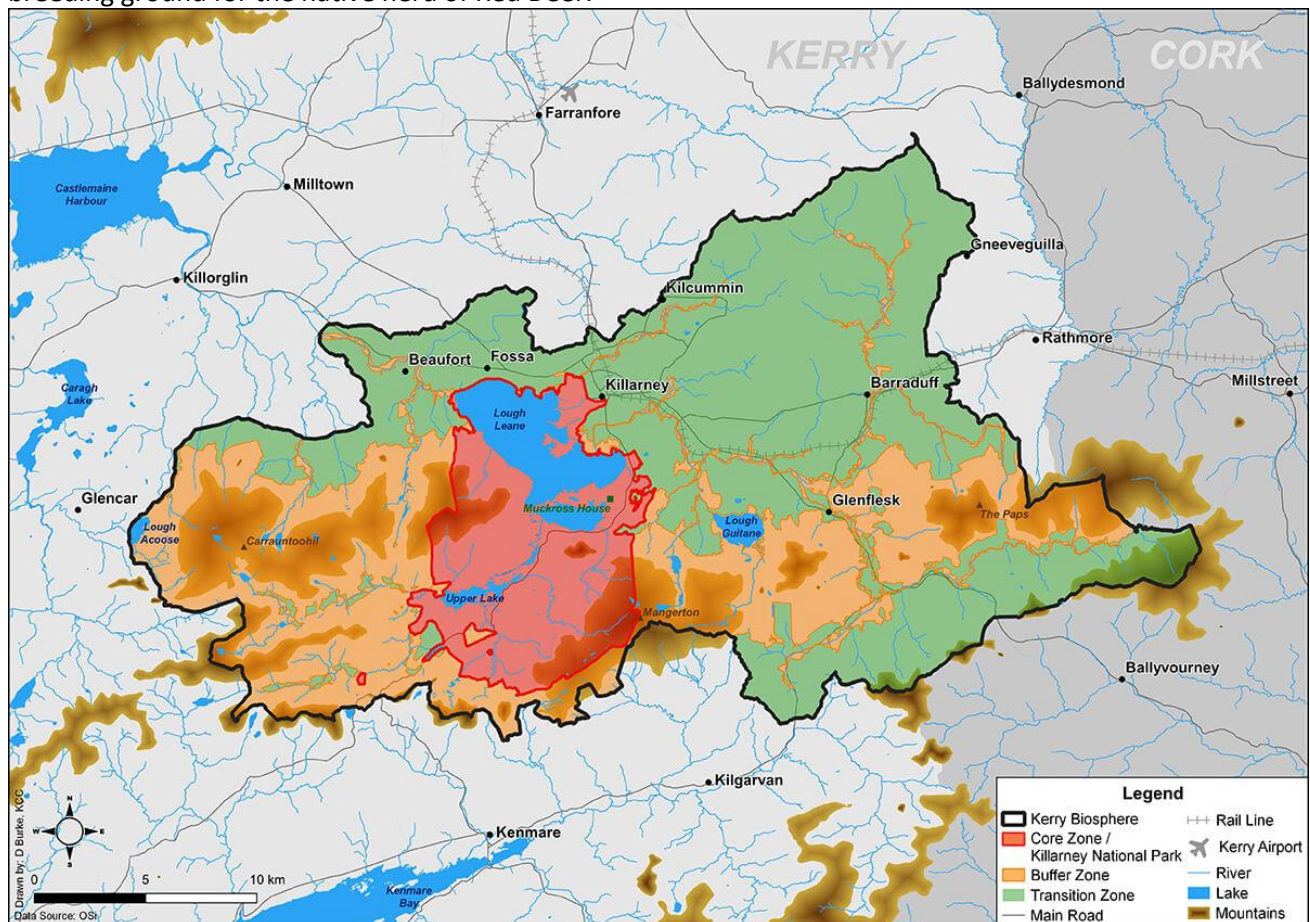 KERRY
CORK
Ballydesmond
Farranfore
Castlemaine
Harbour
Milltown
Gneeveguilla
Killorglin
Kilcummin
Rathmore
Beaufort
Fossa
Caragh
Lake
Killarney
Barraduff
Millstreet
Lough
Leane
Glencar
Muckross House
Glenflesk
The Paps
Lough
Acoose
Carrauntoohil
Lough
Guitane
Upper Lake
Mangerton
Ballyvourney
Kilgarvan
Kenmare
Kenmare
Bay
N
W
E
S
0
5
10 km
Drawn by: D Burke, KCC
Data Source: OSi
Legend
Kerry Biosphere
Core Zone /
Killarney National Park
Buffer Zone
Transition Zone
Main Road
Rail Line
Kerry Airport
River
Lake
Mountains